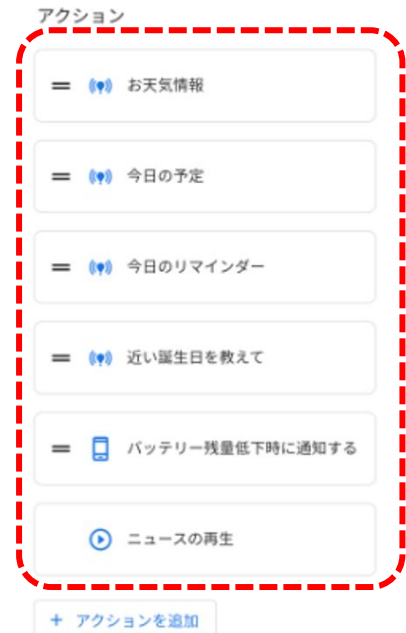 アクション
お天気情報
今日の予定
今日のリマインダー
近い誕生日を教えて
バッテリー残量低下時に通知する
ニュースの再生
+ アクションを追加